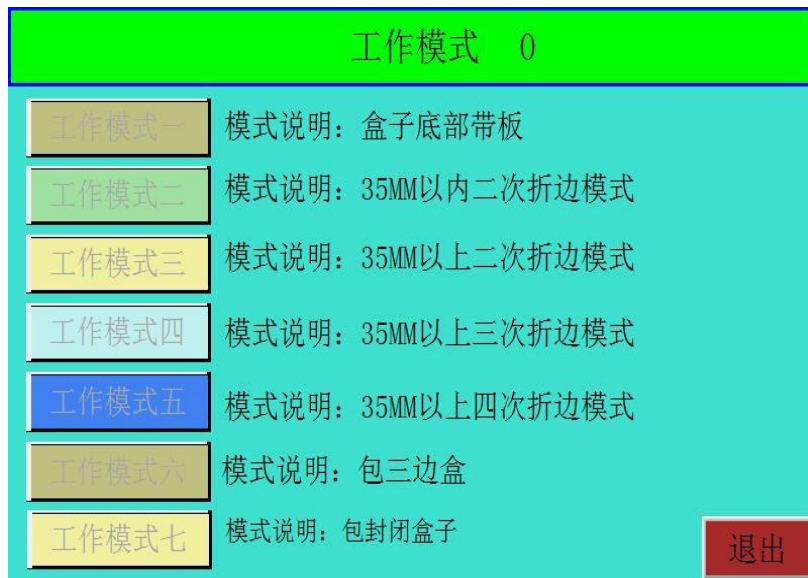 工作模式 0
工作模式一 模式说明：盒子底部带板
工作模式二 模式说明：35MM以内二次折边模式
工作模式三 模式说明：35MM以上二次折边模式
工作模式四 模式说明：35MM以上三次折边模式
工作模式五 模式说明：35MM以上四次折边模式
工作模式六 模式说明：包三边盒
工作模式七 模式说明：包封闭盒子
退出